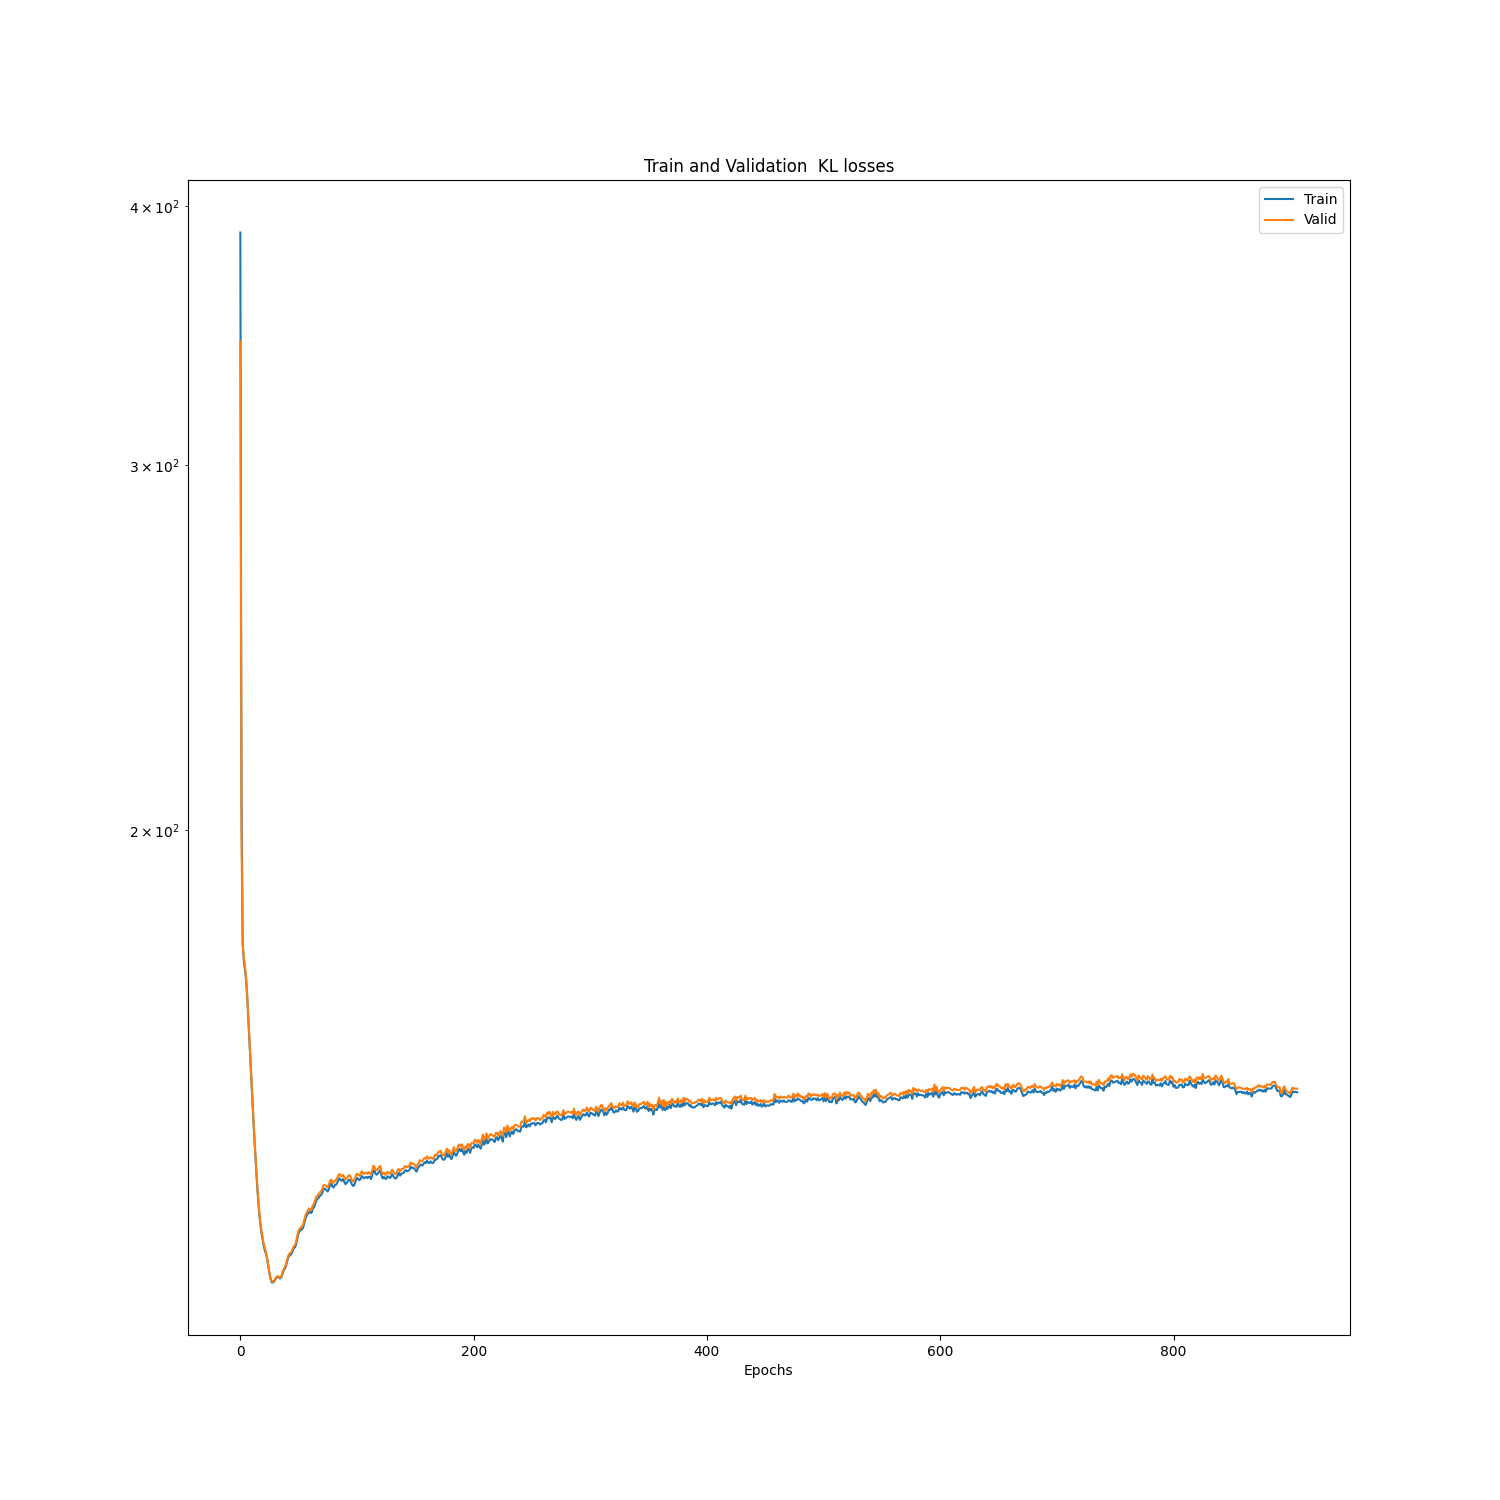 Train and Validation  KL losses
Train
Valid
4 × 10²
3 × 10²
2 × 10²
0 200 400 600 800
Epochs